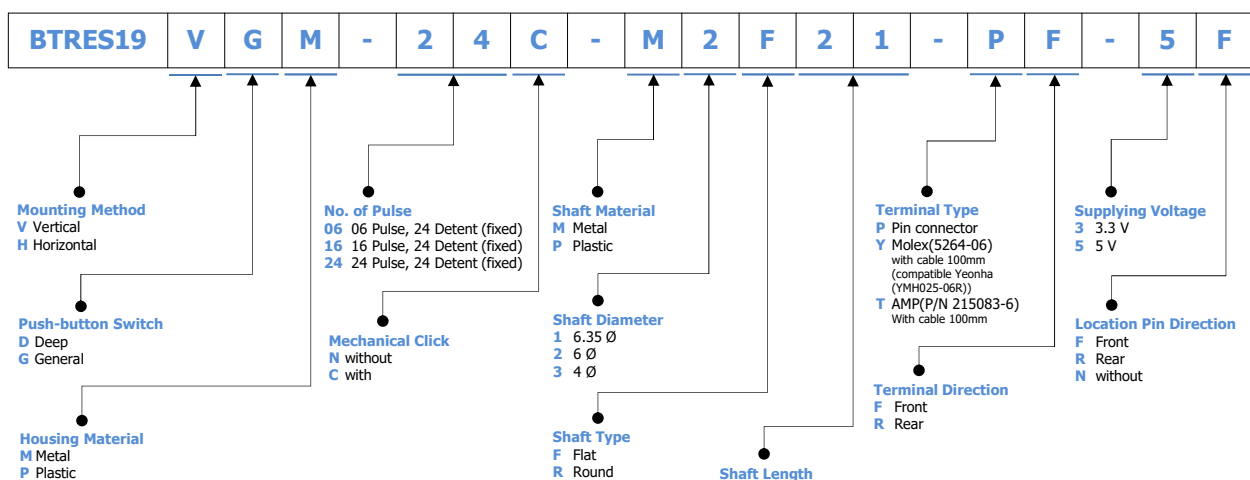 BTRES19 V G M - 2 4 C - M 2 F 2 1 - P F - 5 F
Mounting Method
V Vertical
H Horizontal
Push-button Switch
D Deep
G General
Housing Material
M Metal
P Plastic
No. of Pulse
06 06 Pulse, 24 Detent (fixed)
16 16 Pulse, 24 Detent (fixed)
24 24 Pulse, 24 Detent (fixed)
Mechanical Click
N without
C with
Shaft Material
M Metal
P Plastic
Shaft Diameter
1 6.35 Ø
2 6 Ø
3 4 Ø
Shaft Type
F Flat
R Round
Shaft Length
Terminal Type
P Pin connector
Y Molex(5264-06)
with cable 100mm
(compatible Yeonha
(YMH025-06R))
T AMP(P/N 215083-6)
With cable 100mm
Terminal Direction
F Front
R Rear
Supplying Voltage
3 3.3 V
5 5 V
Location Pin Direction
F Front
R Rear
N without